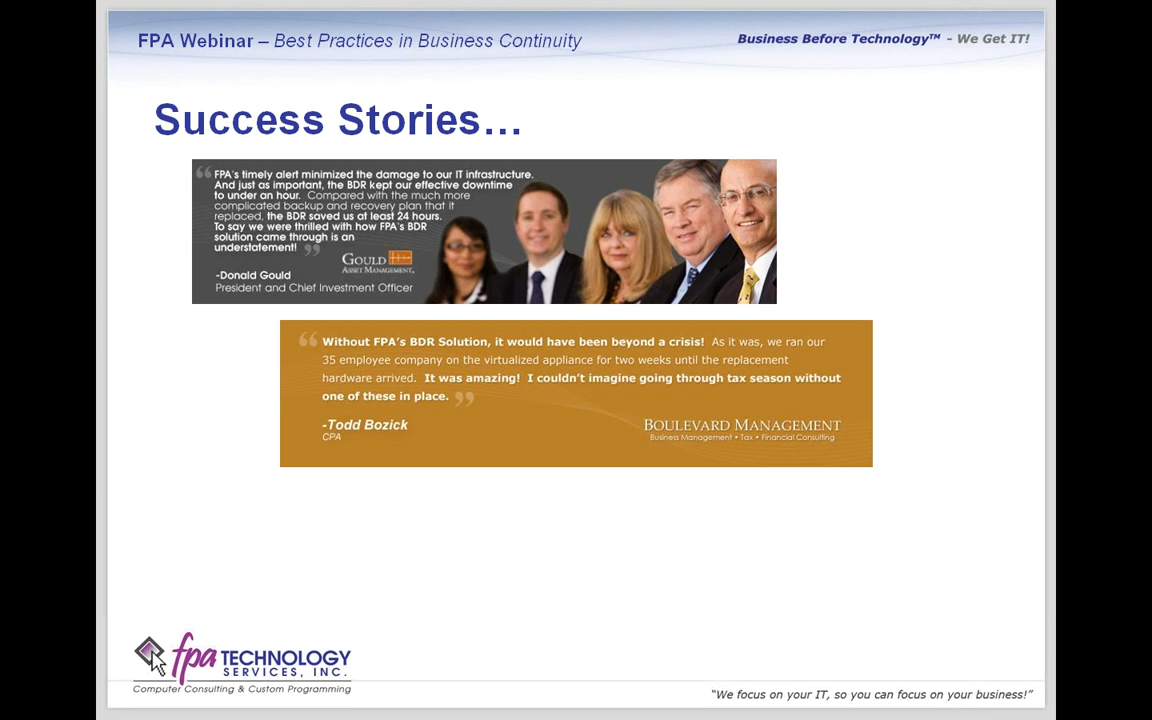 FPA Webinar – Best Practices in Business Continuity
Business Before Technology™ - We Get IT!
Success Stories…
“ FPA's timely alert minimized the damage to our IT infrastructure.
And just as important, the BDR kept our effective downtime
to under an hour. Compared with the much more
complicated backup and recovery plan that it
replaced, the BDR saved us at least 24 hours.
To say we were thrilled with how FPA's BDR
solution came through is an
understatement! ”
GOULD
ASSET MANAGEMENT
-Donald Gould
President and Chief Investment Officer
“ Without FPA's BDR Solution, it would have been beyond a crisis! As it was, we ran our
35 employee company on the virtualized appliance for two weeks until the replacement
hardware arrived. It was amazing! I couldn't imagine going through tax season without
one of these in place. ”
-Todd Bozick
CPA
BOULEVARD MANAGEMENT
Business Management • Tax • Financial Consulting
fpa TECHNOLOGY
SERVICES, INC.
Computer Consulting & Custom Programming
“We focus on your IT, so you can focus on your business!”